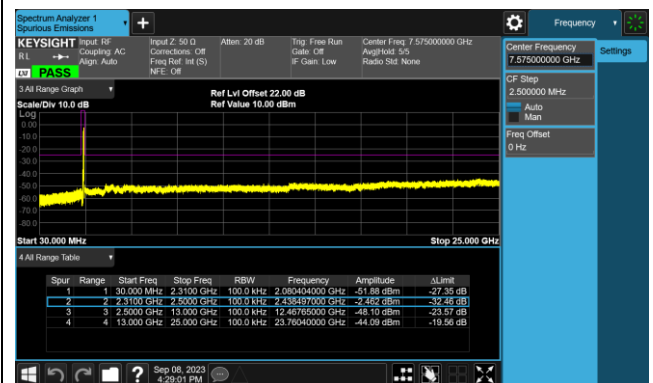 Spectrum Analyzer 1
Spurious Emissions
Frequency
KEYSIGHT
RL
Input: RF
Coupling: AC
Align: Auto
Input Z: 50 Ω
Corrections: Off
Freq Ref: Int (S)
NFE: Off
Atten: 20 dB
Trig: Free Run
Gate: Off
IF Gain: Low
Center Freq: 7.575000000 GHz
Avg|Hold: 5/5
Radio Std: None
LXI PASS
3 All Range Graph
Scale/Div 10.0 dB
Ref Lvl Offset 22.00 dB
Ref Value 10.00 dBm
Log
0.00
-10.0
-20.0
-30.0
-40.0
-50.0
-60.0
-70.0
-80.0
Start 30.000 MHz
Stop 25.000 GHz
4 All Range Table
Spur Range Start Freq Stop Freq RBW Frequency Amplitude ΔLimit
1 1 30.000 MHz 2.3100 GHz 100.0 kHz 2.080404000 GHz -51.88 dBm -27.35 dB
2 2 2.3100 GHz 2.5000 GHz 100.0 kHz 2.438497000 GHz -2.462 dBm -32.46 dB
3 3 2.5000 GHz 13.000 GHz 100.0 kHz 12.46765000 GHz -48.10 dBm -23.57 dB
4 4 13.000 GHz 25.000 GHz 100.0 kHz 23.76040000 GHz -44.09 dBm -19.56 dB
Sep 08, 2023
4:29:01 PM
Center Frequency
7.575000000 GHz
Settings
CF Step
2.500000 MHz
Auto
Man
Freq Offset
0 Hz